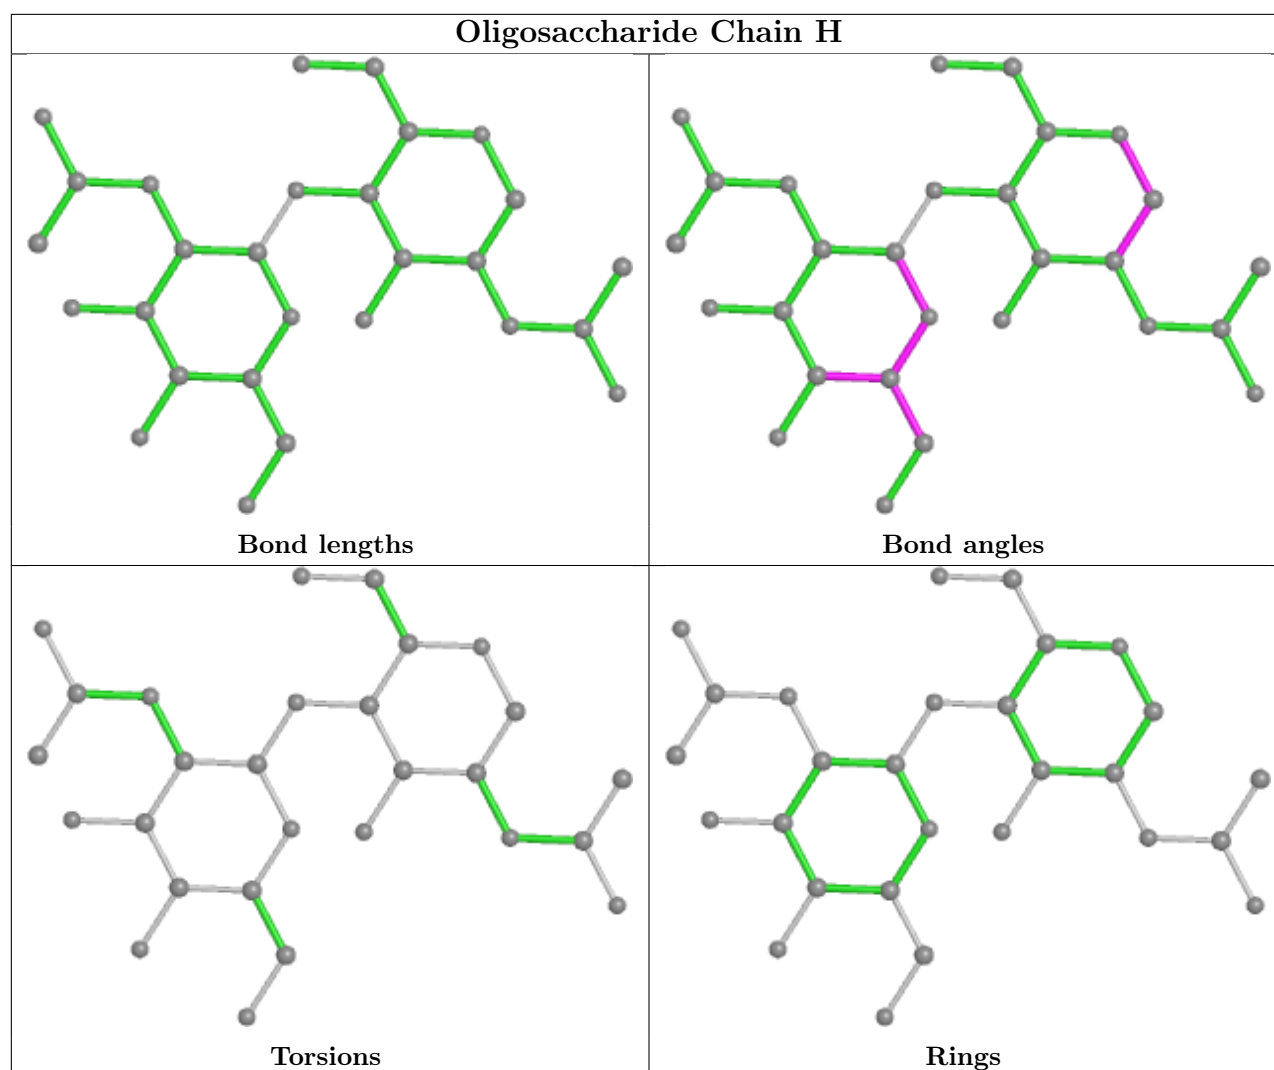 Oligosaccharide Chain H
Bond lengths
Bond angles
Torsions
Rings